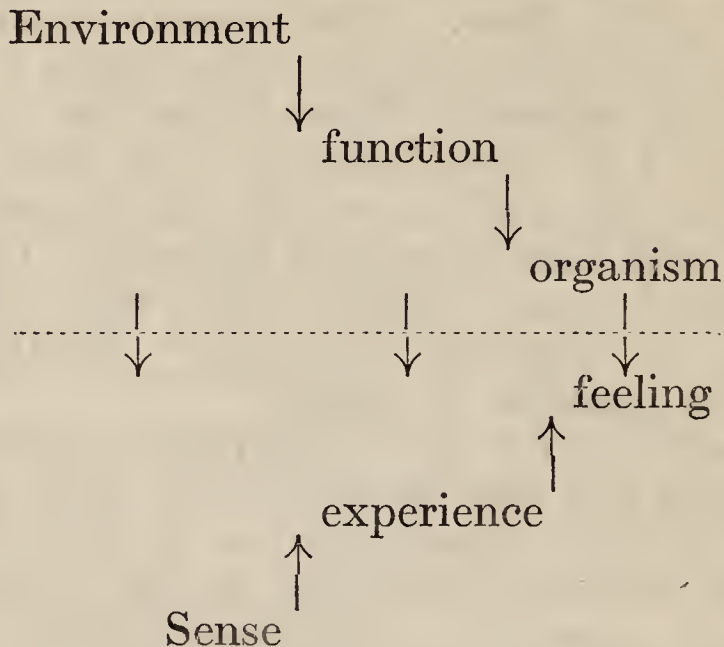 Environment
function
organism
feeling
experience
Sense